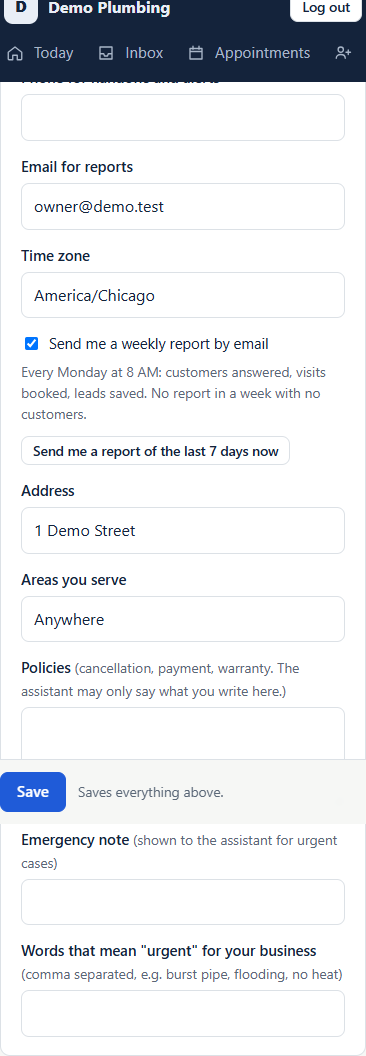 D Demo Plumbing Log out
Today Inbox Appointments
Phone for handoffs and alerts
Email for reports
owner@demo.test
Time zone
America/Chicago
Send me a weekly report by email
Every Monday at 8 AM: customers answered, visits
booked, leads saved. No report in a week with no
customers.
Send me a report of the last 7 days now
Address
1 Demo Street
Areas you serve
Anywhere
Policies (cancellation, payment, warranty. The
assistant may only say what you write here.)
Save Saves everything above.
Emergency note (shown to the assistant for urgent
cases)
Words that mean "urgent" for your business
(comma separated, e.g. burst pipe, flooding, no heat)